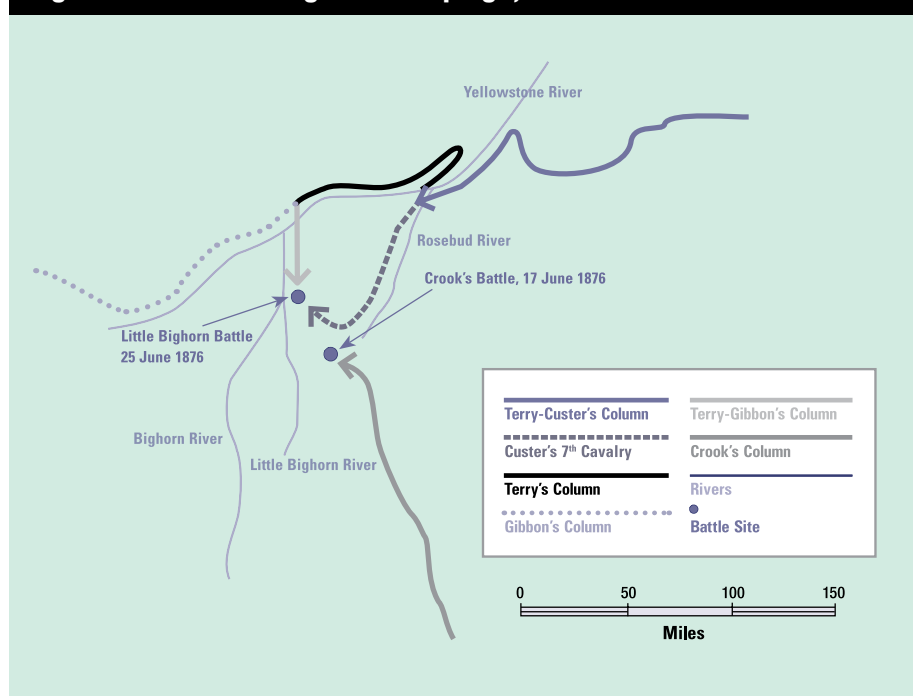 Yellowstone River
Rosebud River
Crook's Battle, 17 June 1876
Little Bighorn Battle
25 June 1876
Bighorn River
Little Bighorn River
Terry-Custer's Column
Terry-Gibbon's Column
Custer's 7th Cavalry
Crook's Column
Terry's Column
Rivers
Gibbon's Column
Battle Site
0 50 100 150
Miles